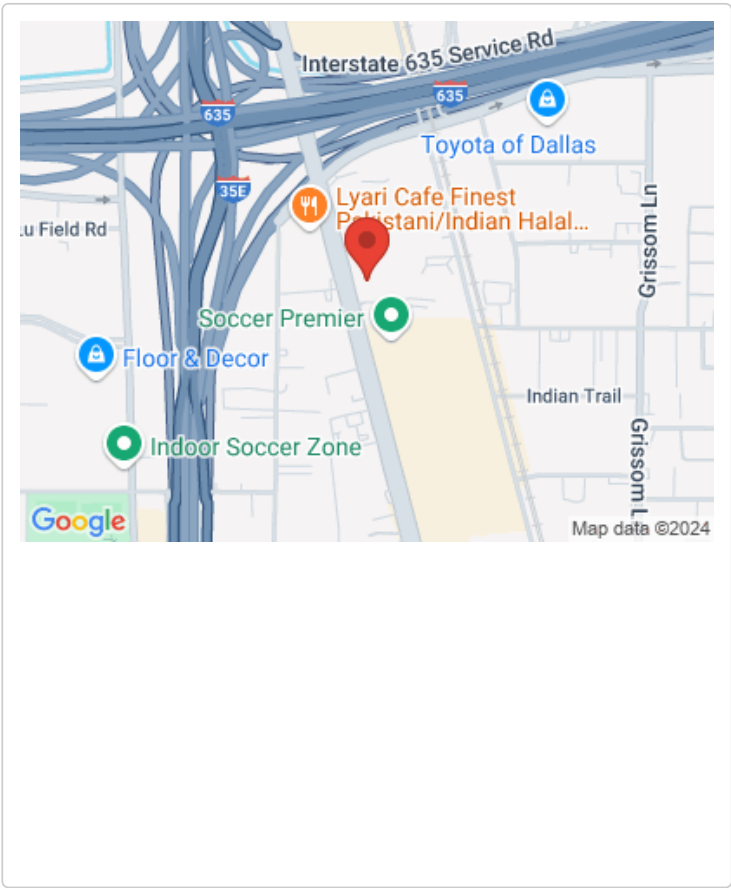 Interstate 635 Service Rd
635
635
Toyota of Dallas
35E
Lyari Cafe Finest
Pakistani/Indian Halal...
Grissom Ln
.u Field Rd
Soccer Premier
Floor & Decor
Indian Trail
Indoor Soccer Zone
Grissom L
Google
Map data ©2024